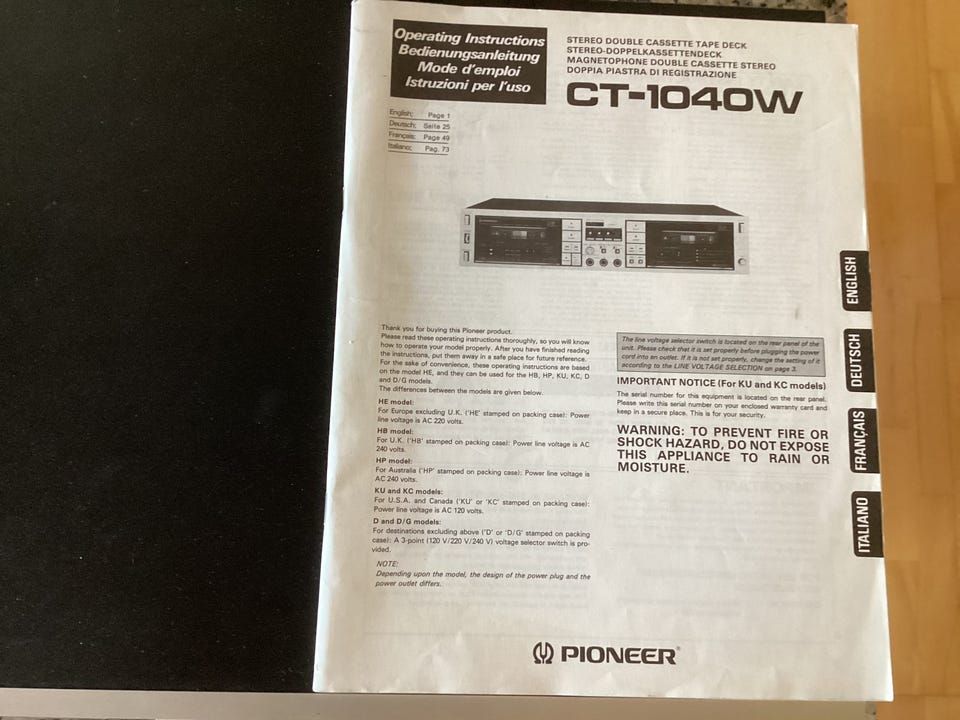 Operating Instructions
Bedienungsanleitung
Mode d'emploi
Istruzioni per l'uso
STEREO DOUBLE CASSETTE TAPE DECK
STEREO-DOPPELKASSETTENDECK
MAGNETOPHONE DOUBLE CASSETTE STEREO
DOPPIA PIASTRA DI REGISTRAZIONE
CT-1040W
English; Page 1
Deutsch; Seite 25
Français; Page 49
Italiano; Pag. 73
Thank you for buying this Pioneer product.
Please read these operating instructions thoroughly, so you will know
how to operate your model properly. After you have finished reading
the instructions, put them away in a safe place for future reference.
For the sake of convenience, these operating instructions are based
on the model HE, and they can be used for the HB, HP, KU, KC, D
and D/G models.
The differences between the models are given below.
HE model:
For Europe excluding U.K. ('HE' stamped on packing case): Power
line voltage is AC 220 volts.
HB model:
For U.K. ('HB' stamped on packing case): Power line voltage is AC
240 volts.
HP model:
For Australia ('HP' stamped on packing case): Power line voltage is
AC 240 volts.
KU and KC models:
For U.S.A. and Canada ('KU' or 'KC' stamped on packing case):
Power line voltage is AC 120 volts.
D and D/G models:
For destinations excluding above ('D' or 'D/G' stamped on packing
case): A 3-point (120 V/220 V/240 V) voltage selector switch is pro-
vided.
NOTE:
Depending upon the model, the design of the power plug and the
power outlet differs.
The line voltage selector switch is located on the rear panel of the
unit. Please check that it is set properly before plugging the power
cord into an outlet. If it is not set properly, change the setting of it
according to the LINE VOLTAGE SELECTION on page 3.
IMPORTANT NOTICE (For KU and KC models)
The serial number for this equipment is located on the rear panel.
Please write this serial number on your enclosed warranty card and
keep in a secure place. This is for your security.
WARNING: TO PREVENT FIRE OR
SHOCK HAZARD, DO NOT EXPOSE
THIS APPLIANCE TO RAIN OR
MOISTURE.
ENGLISH
DEUTSCH
FRANÇAIS
ITALIANO
PIONEER®